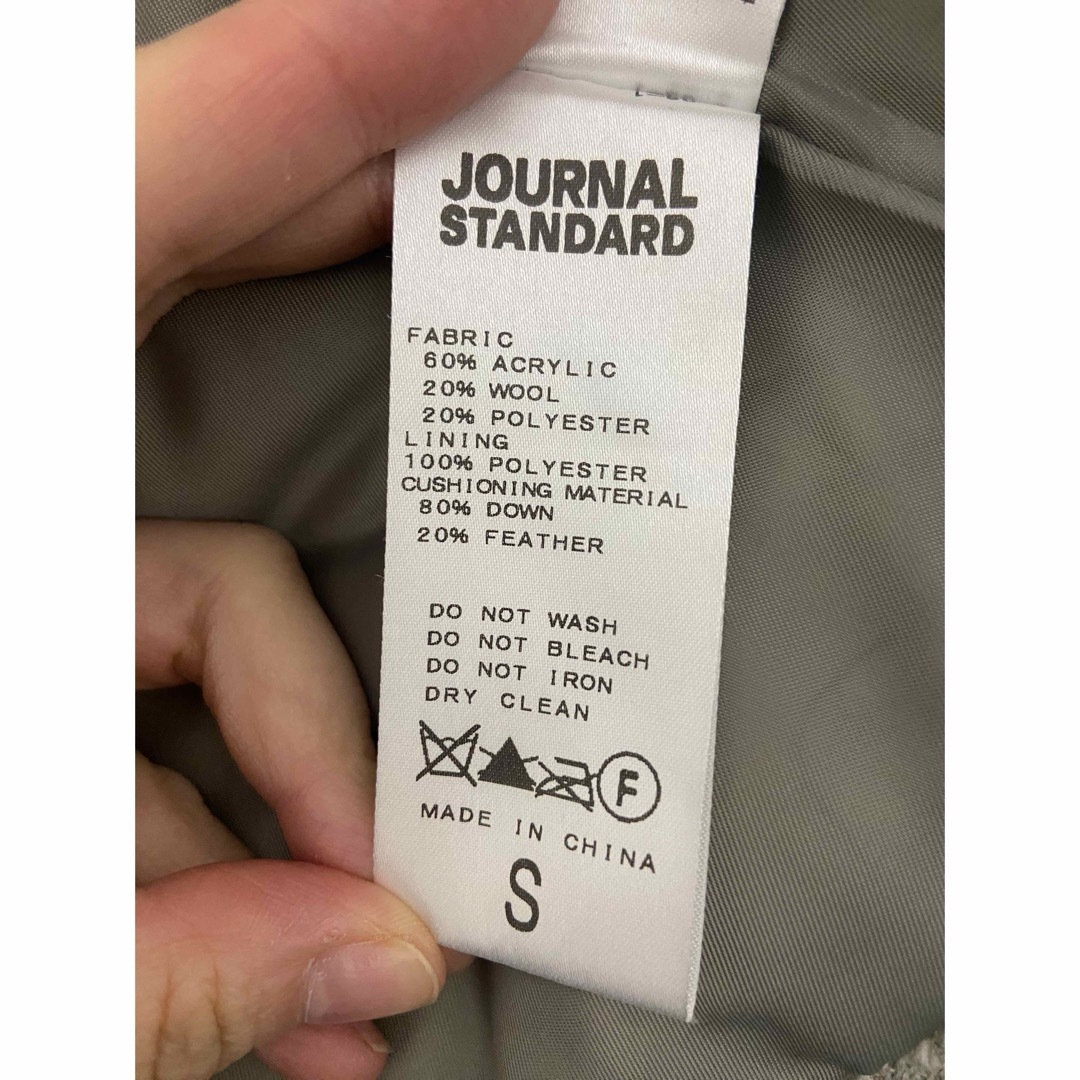 JOURNAL
STANDARD
FABRIC
60% ACRYLIC
20% WOOL
20% POLYESTER
LINING
100% POLYESTER
CUSHIONING MATERIAL
80% DOWN
20% FEATHER
DO NOT WASH
DO NOT BLEACH
DO NOT IRON
DRY CLEAN
F
MADE IN CHINA
S